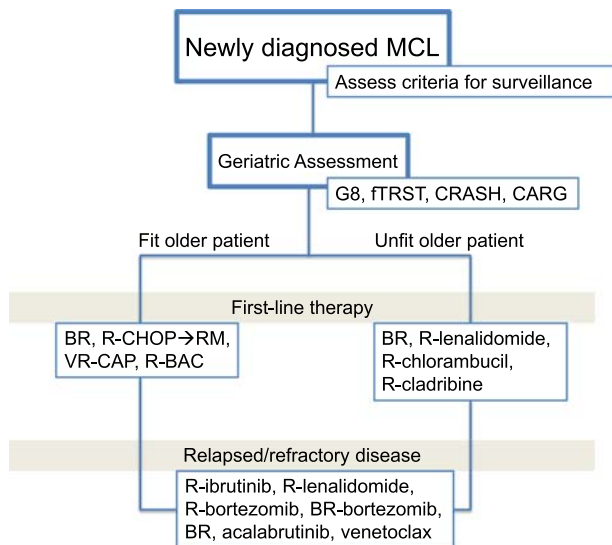 Newly diagnosed MCL
Assess criteria for surveillance
Geriatric Assessment
G8, fTRST, CRASH, CARG
Fit older patient
Unfit older patient
First-line therapy
BR, R-CHOP→RM,
VR-CAP, R-BAC
BR, R-lenalidomide,
R-chlorambucil,
R-cladribine
Relapsed/refractory disease
R-ibrutinib, R-lenalidomide,
R-bortezomib, BR-bortezomib,
BR, acalabrutinib, venetoclax